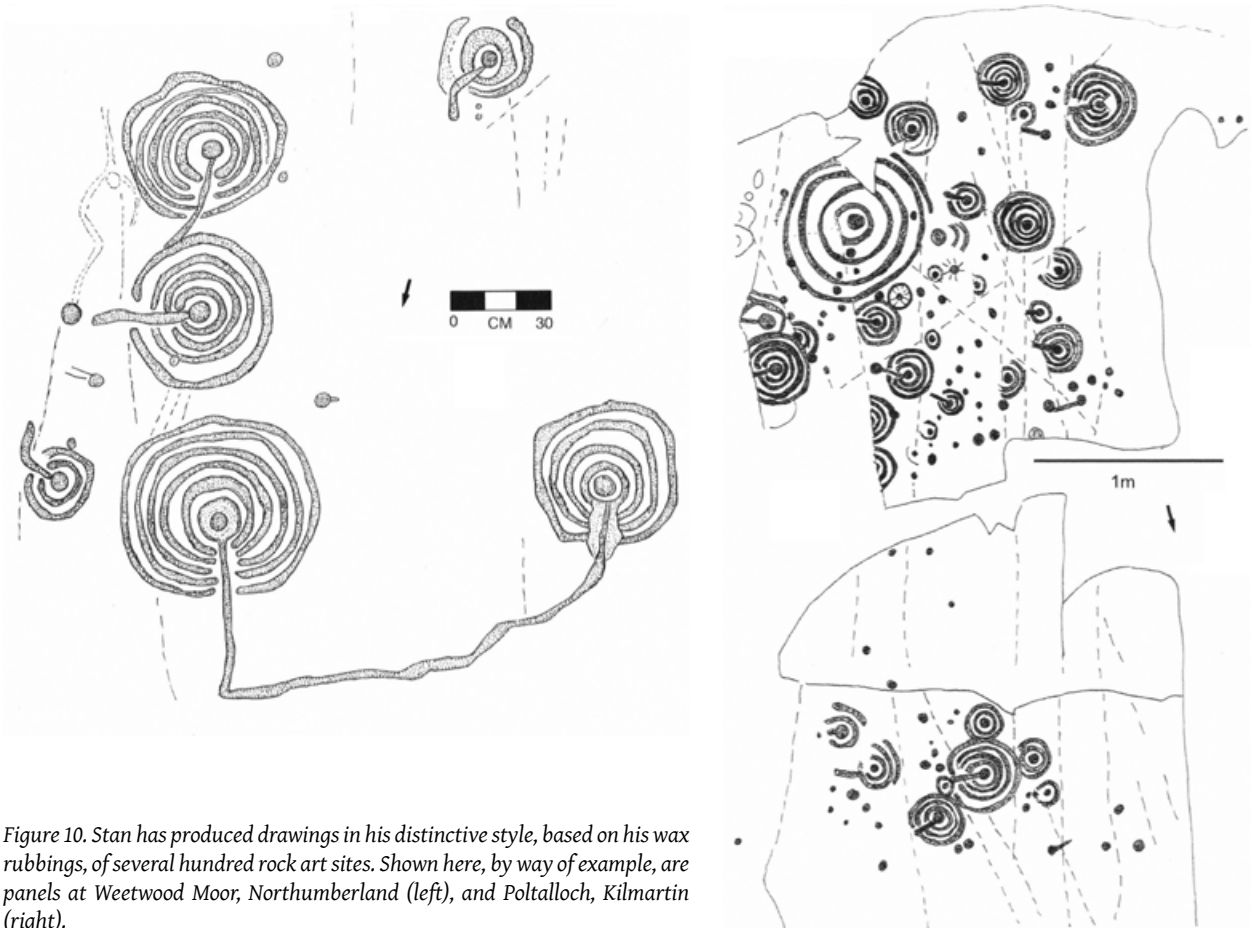 0 CM 30
1m
Figure 10. Stan has produced drawings in his distinctive style, based on his wax
rubbings, of several hundred rock art sites. Shown here, by way of example, are
panels at Weetwood Moor, Northumberland (left), and Poltalloch, Kilmartin
(right).